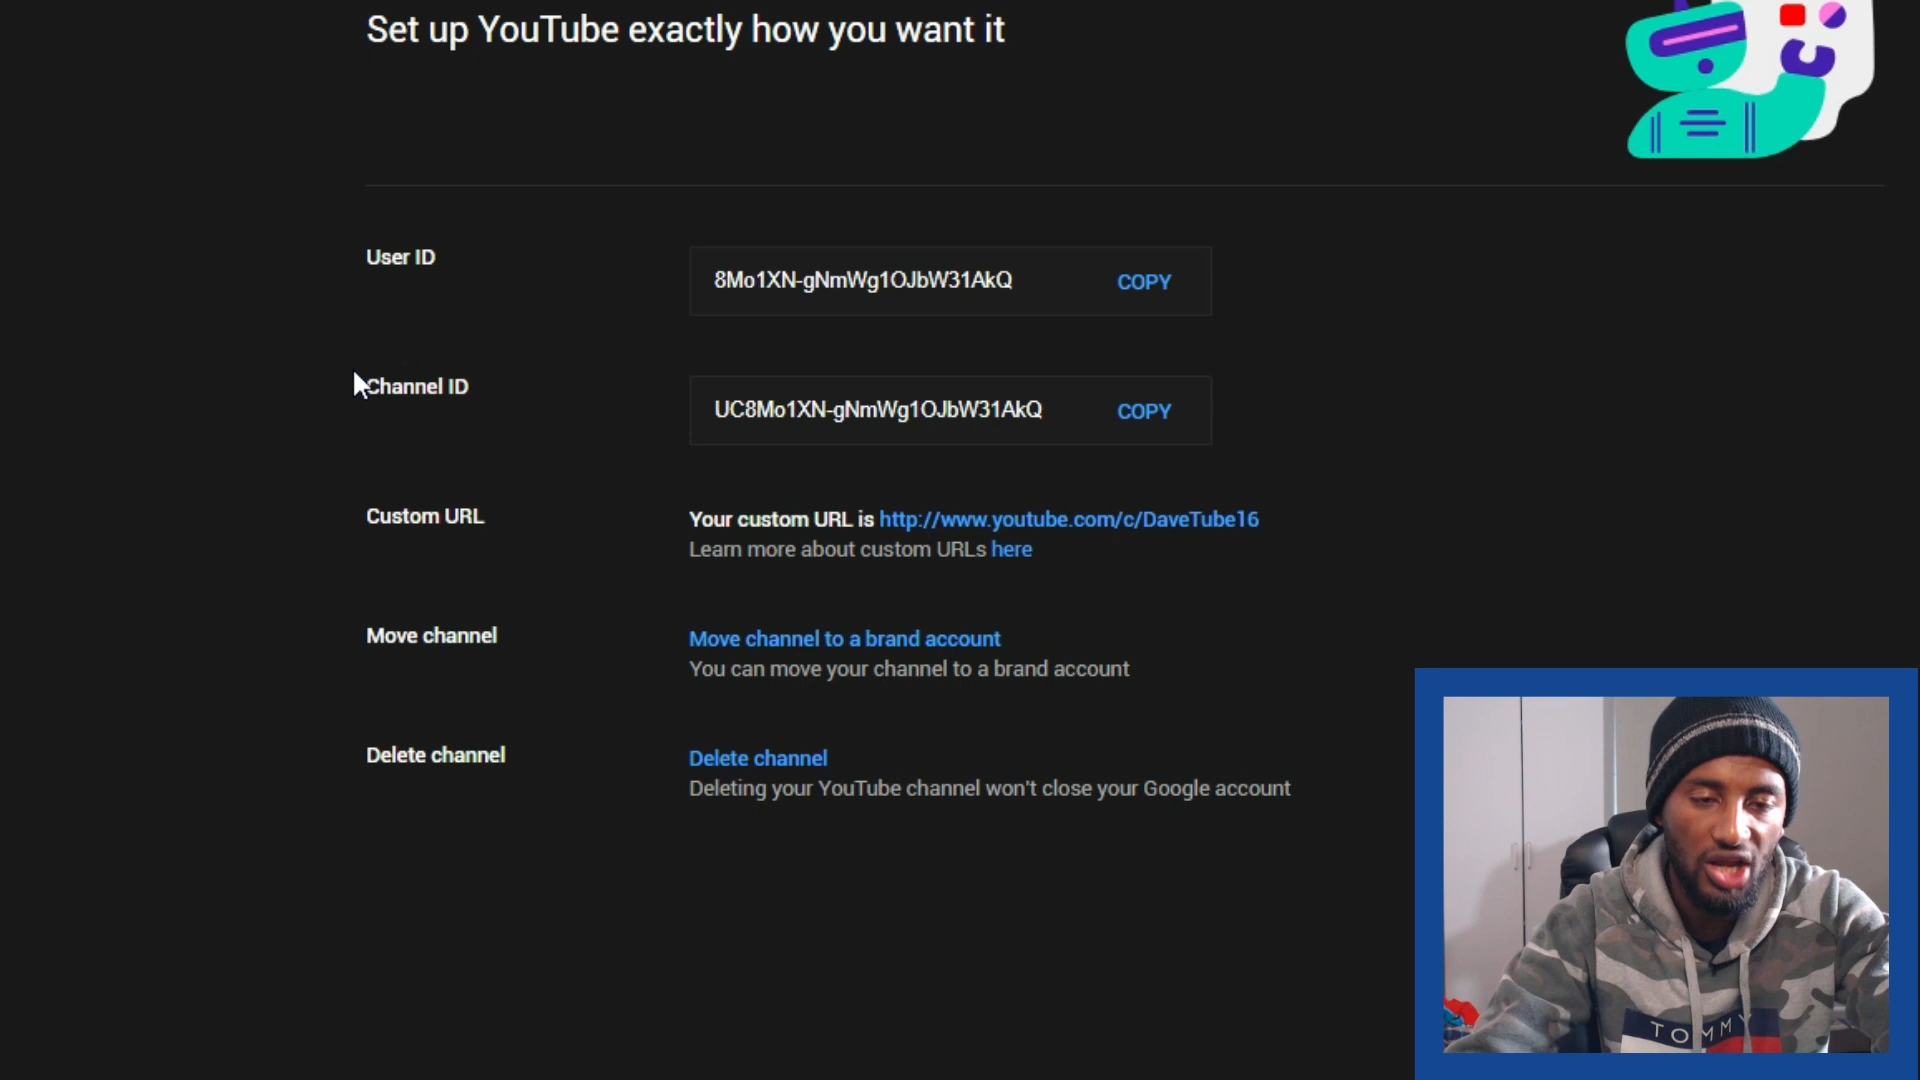 Set up YouTube exactly how you want it
User ID
8Mo1XN-gNmWg1OJbW31AkQ
COPY
Channel ID
UC8Mo1XN-gNmWg1OJbW31AkQ
COPY
Custom URL
Your custom URL is http://www.youtube.com/c/DaveTube16
Learn more about custom URLs here
Move channel
Move channel to a brand account
You can move your channel to a brand account
Delete channel
Delete channel
Deleting your YouTube channel won't close your Google account
TOMMY